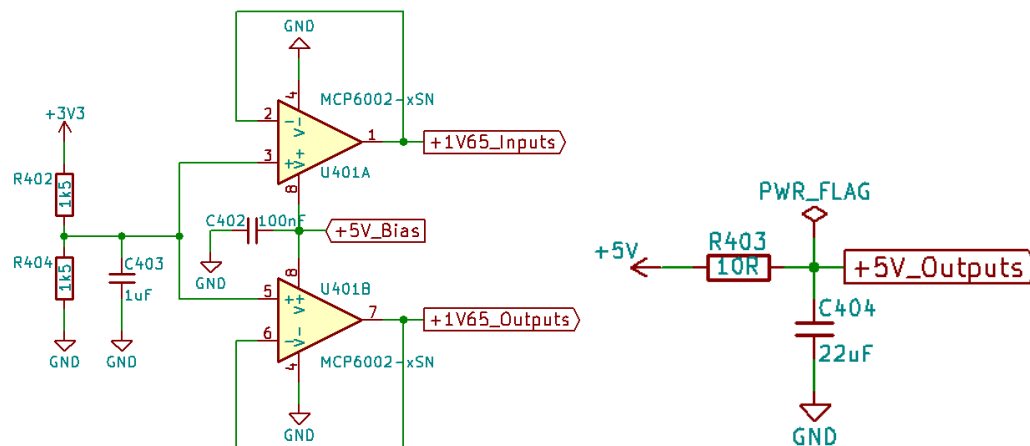 GND
4
MCP6002-xSN
+3V3
2
−
V-
1
+1V65_Inputs
3
+
V+
U401A
R402
1k5
8
C402
100nF
+5V_Bias
GND
R404
1k5
C403
1uF
8
U401B
5
+
V+
7
+1V65_Outputs
6
−
V-
MCP6002-xSN
4
GND
GND
GND
PWR_FLAG
+5V
R403
10R
+5V_Outputs
C404
22uF
GND